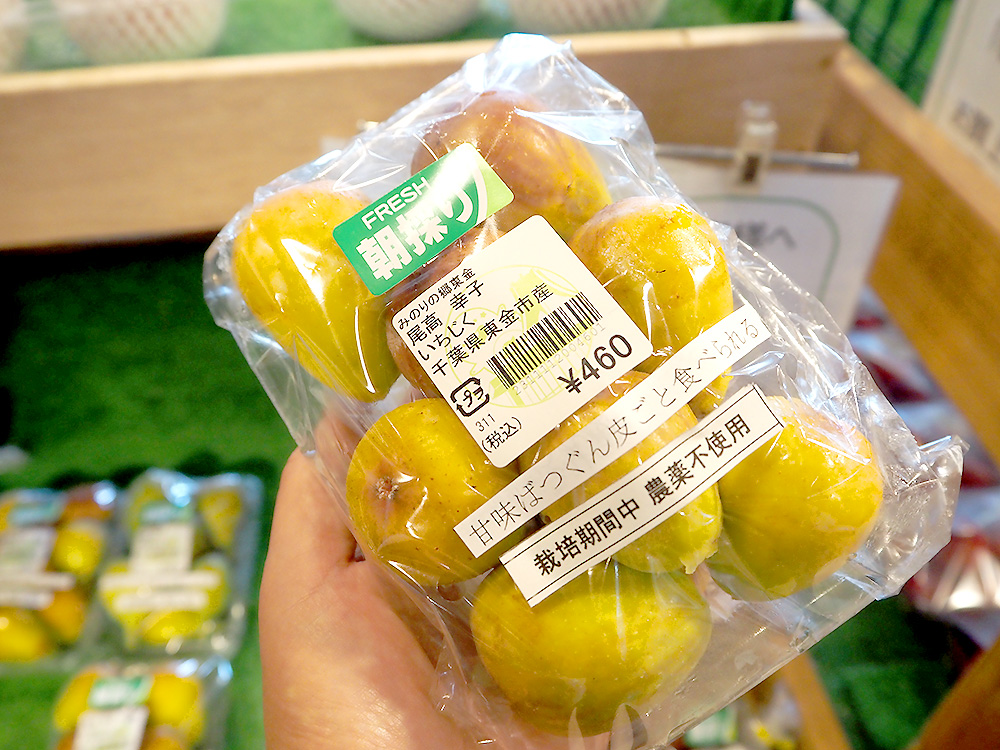 FRESH
朝採り
みのりの郷東金
尾高 幸子
いちじく
千葉県東金市産
¥460
311
(税込)
甘味ばつぐん皮ごと食べられる
栽培期間中 農薬不使用
様へ